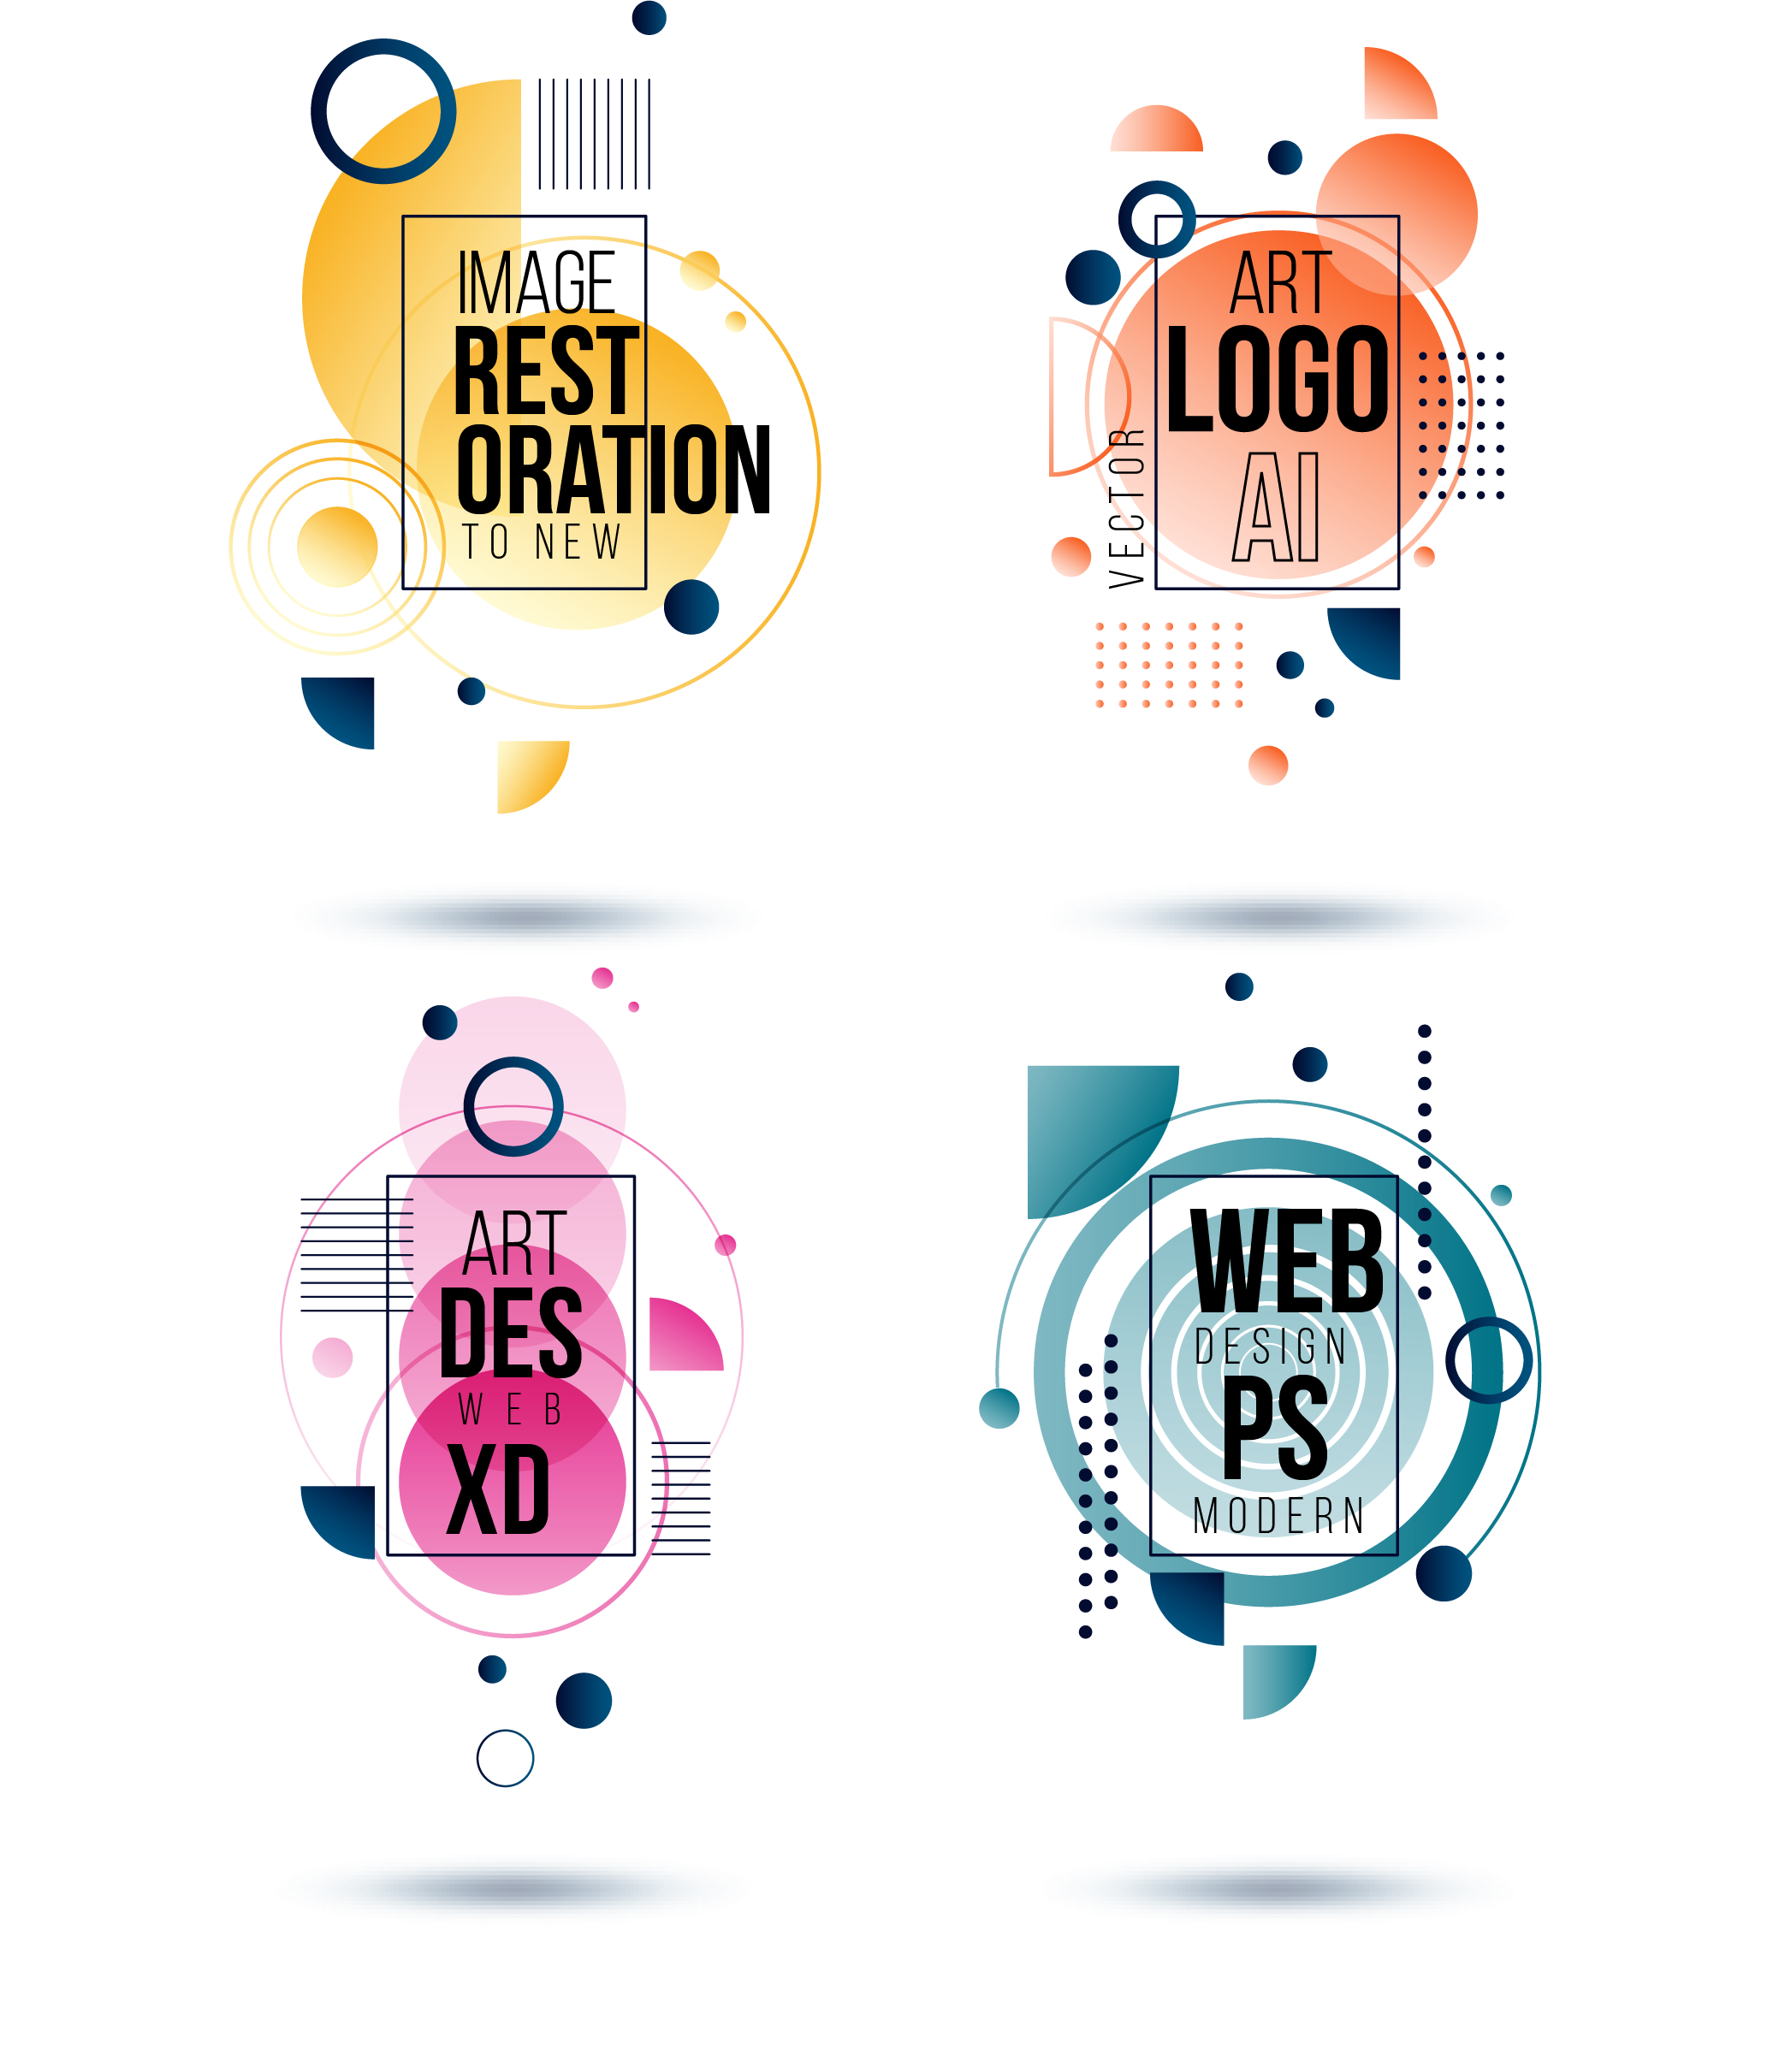 IMAGE
REST
ORATION
TO NEW
ART
LOGO
AI
VECTOR
ART
DES
WEB
XD
WEB
DESIGN
PS
MODERN